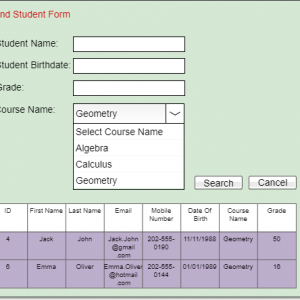 nd Student Form
Student Name:
Student Birthdate:
Grade:
Course Name: Geometry
Select Course Name
Algebra
Calculus
Geometry
Search Cancel
ID First Name Last Name Email Mobile Number Date Of Birth Course Name Grade
4 Jack John Jack.John@gmail.com 202-555-0190 11/11/1988 Geometry 50
6 Emma Oliver Emma.Oliver@hotmail.com 202-555-0144 01/01/1989 Geometry 16